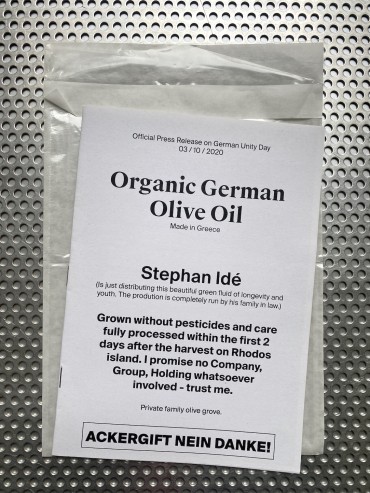 Official Press Release on German Unity Day
03 / 10 / 2020
Organic German
Olive Oil
Made in Greece
Stephan Idé
(Is just distributing this beautiful green fluid of longevity and
youth. The prodution is completely run by his family in law.)
Grown without pesticides and care
fully processed within the first 2
days after the harvest on Rhodos
island. I promise no Company,
Group, Holding whatsoever
involved - trust me.
Private family olive grove.
ACKERGIFT NEIN DANKE!